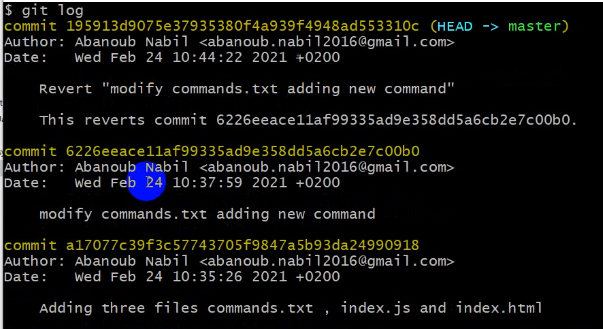 $ git log
commit 195913d9075e37935380f4a939f4948ad553310c (HEAD -> master)
Author: Abanoub Nabil <abanoub.nabil2016@gmail.com>
Date:   Wed Feb 24 10:44:22 2021 +0200
Revert "modify commands.txt adding new command"
This reverts commit 6226eeace11af99335ad9e358dd5a6cb2e7c00b0.
commit 6226eeace11af99335ad9e358dd5a6cb2e7c00b0
Author: Abanoub Nabil <abanoub.nabil2016@gmail.com>
Date:   Wed Feb 24 10:37:59 2021 +0200
modify commands.txt adding new command
commit a17077c39f3c57743705f9847a5b93da24990918
Author: Abanoub Nabil <abanoub.nabil2016@gmail.com>
Date:   Wed Feb 24 10:35:26 2021 +0200
Adding three files commands.txt , index.js and index.html